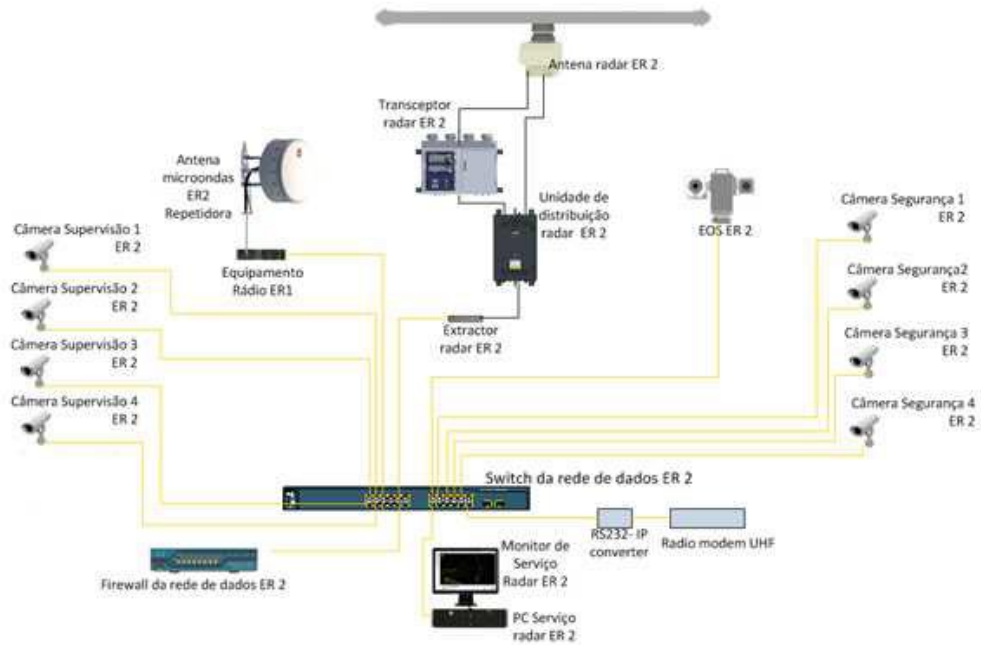 Antena radar ER 2
Transceptor
radar ER 2
Antena
microondas
ER2
Repetidora
Unidade de
distribuição
radar ER 2
EOS ER 2
Câmera Segurança 1
ER 2
Câmera Supervisão 1
ER 2
Equipamento
Rádio ER1
Câmera Segurança2
ER 2
Câmera Supervisão 2
ER 2
Extractor
radar ER 2
Câmera Segurança 3
ER 2
Câmera Supervisão 3
ER 2
Câmera Supervisão 4
ER 2
Câmera Segurança 4
ER 2
Switch da rede de dados ER 2
RS232- IP
converter
Radio modem UHF
Monitor de
Serviço
Radar ER 2
Firewall da rede de dados ER 2
PC Serviço
radar ER 2